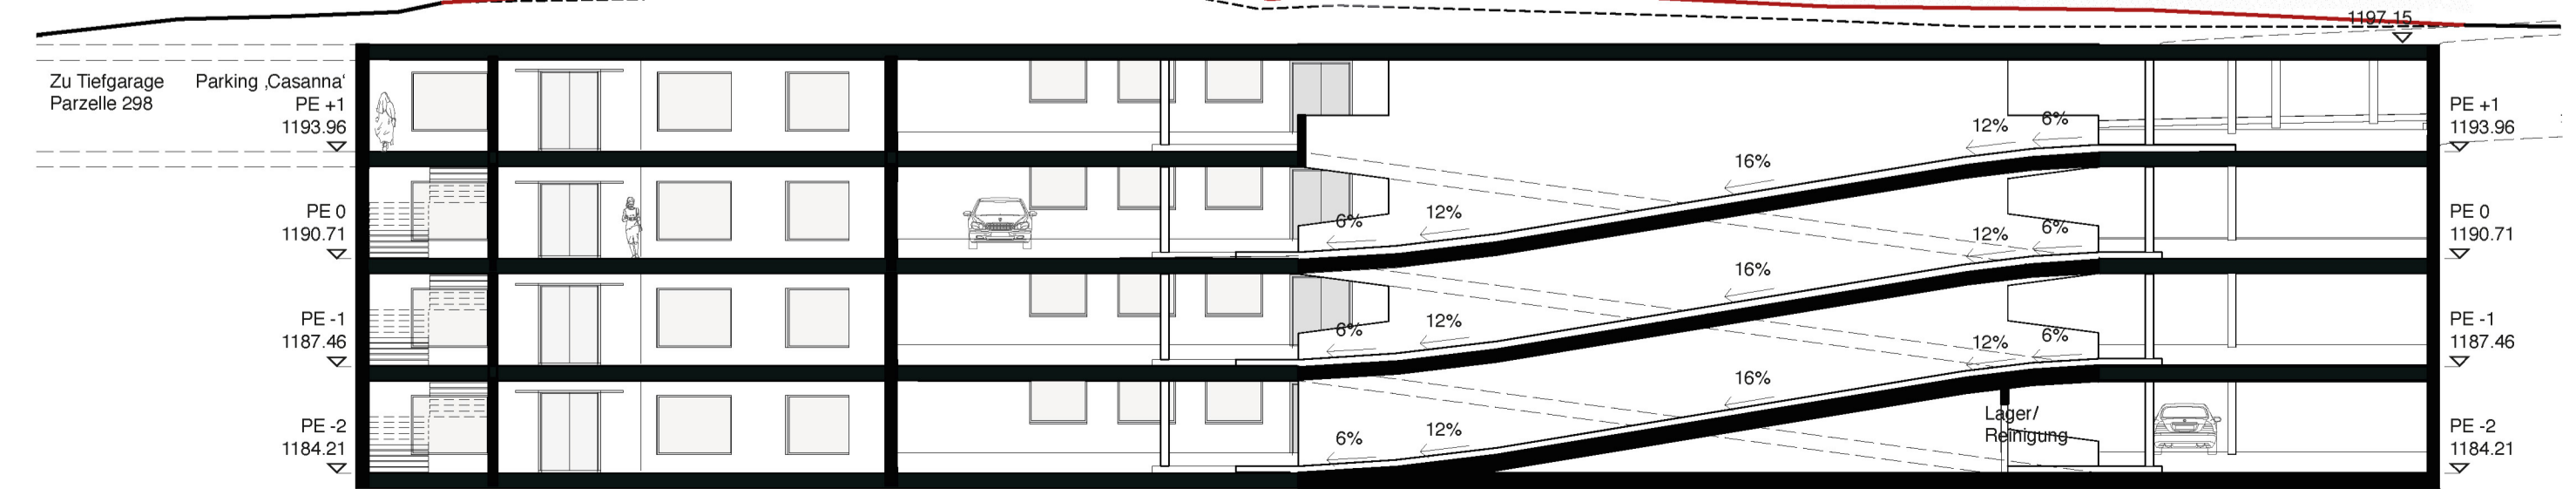 1197.15
Zu Tiefgarage
Parzelle 298
Parking ‚Casanna‘
PE +1
1193.96
12%
6%
PE +1
1193.96
16%
PE 0
1190.71
6%
12%
12%
6%
PE 0
1190.71
16%
PE -1
1187.46
6%
12%
12%
6%
PE -1
1187.46
16%
PE -2
1184.21
6%
12%
Lager/
Reinigung
PE -2
1184.21